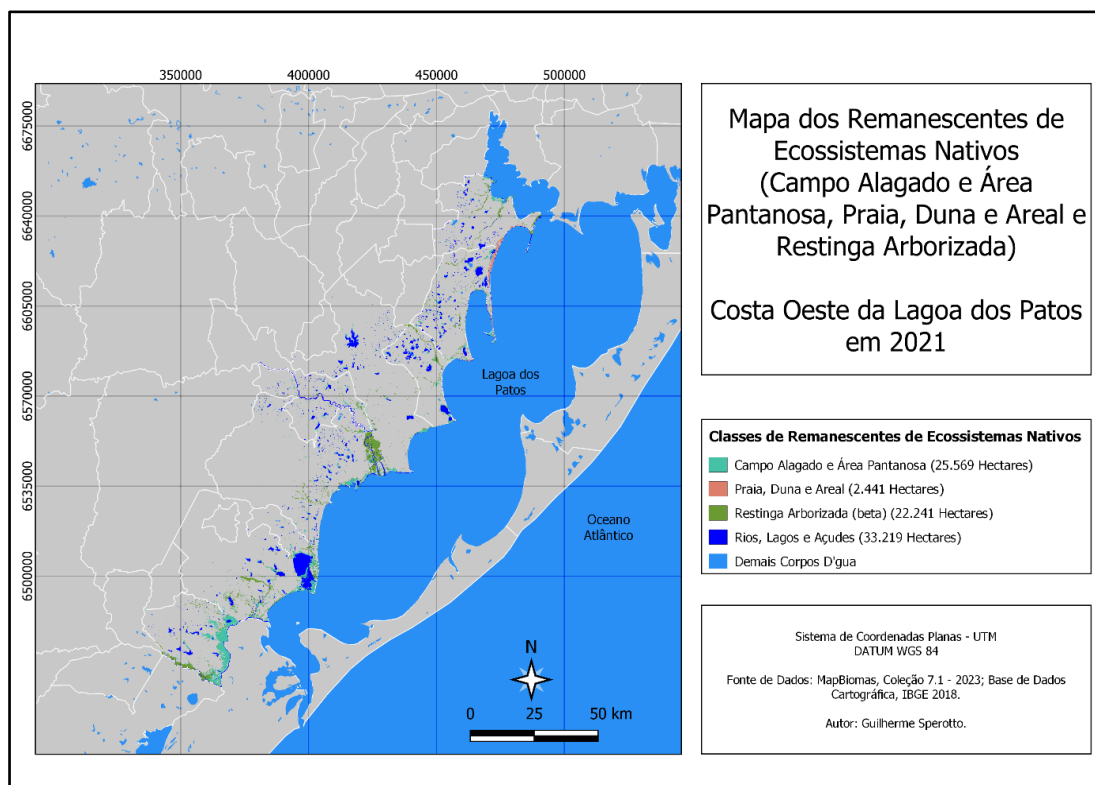 350000
400000
450000
500000
6675000
6640000
6605000
6570000
6535000
6500000
Lagoa dos
Patos
Oceano
Atlântico
N
0
25
50 km
Mapa dos Remanescentes de
Ecossistemas Nativos
(Campo Alagado e Área
Pantanosa, Praia, Duna e Areal e
Restinga Arborizada)
Costa Oeste da Lagoa dos Patos
em 2021
Classes de Remanescentes de Ecossistemas Nativos
Campo Alagado e Área Pantanosa (25.569 Hectares)
Praia, Duna e Areal (2.441 Hectares)
Restinga Arborizada (beta) (22.241 Hectares)
Rios, Lagos e Açudes (33.219 Hectares)
Demais Corpos D'gua
Sistema de Coordenadas Planas - UTM
DATUM WGS 84
Fonte de Dados: MapBiomas, Coleção 7.1 - 2023; Base de Dados
Cartográfica, IBGE 2018.
Autor: Guilherme Sperotto.